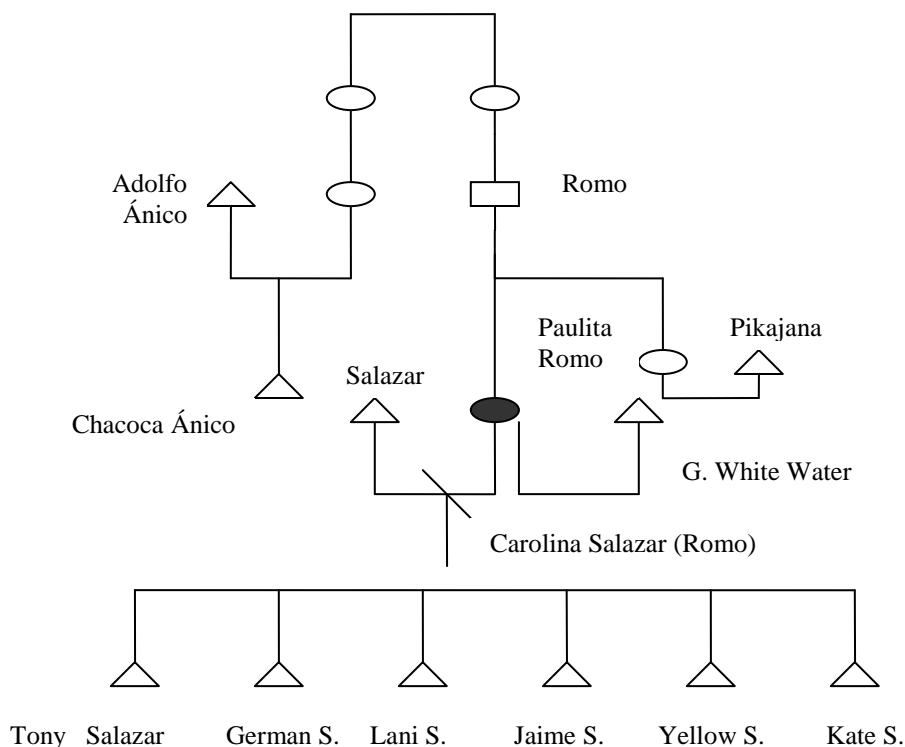 Adolfo
Ánico
Romo
Paulita
Romo
Pikajana
Salazar
Chacoca Ánico
G. White Water
Carolina Salazar (Romo)
Tony Salazar German S. Lani S. Jaime S. Yellow S. Kate S.